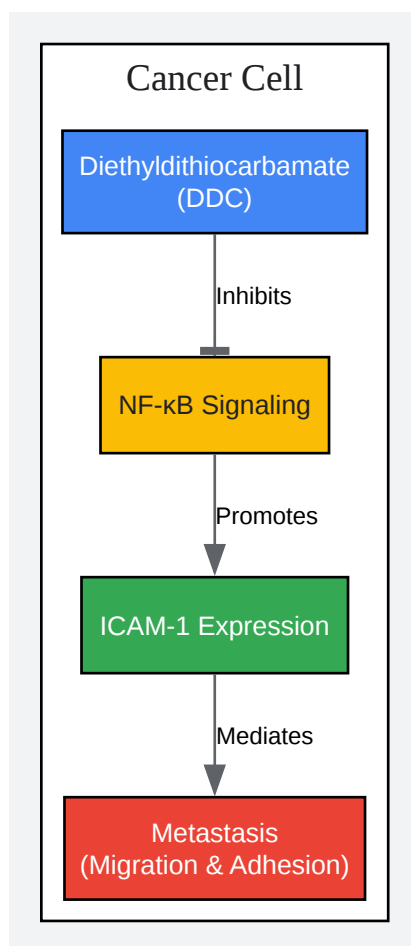 Cancer Cell
Diethyldithiocarbamate
(DDC)
Inhibits
NF-κB Signaling
Promotes
ICAM-1 Expression
Mediates
Metastasis
(Migration & Adhesion)